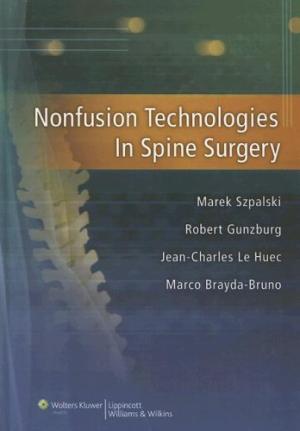 Nonfusion Technologies
In Spine Surgery
Marek Szpalski
Robert Gunzburg
Jean-Charles Le Huec
Marco Brayda-Bruno
Wolters Kluwer | Lippincott
Health Williams & Wilkins